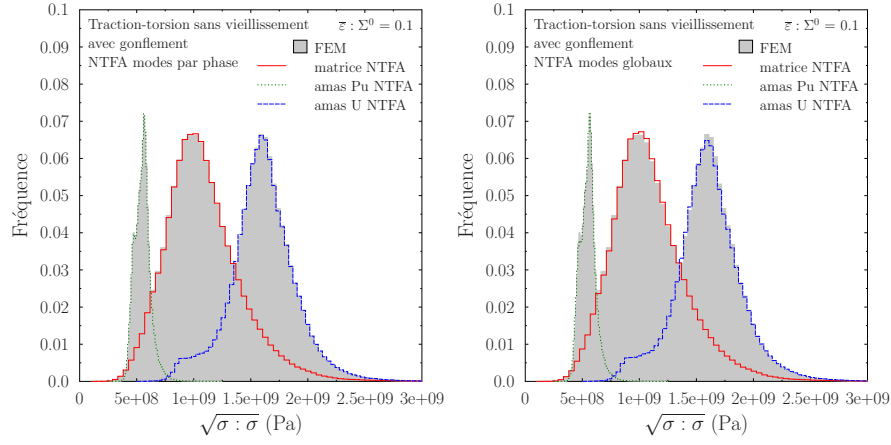 Traction-torsion sans vieillissement
avec gonflement
NTFA modes par phase
ε̅ : Σ⁰ = 0.1
FEM
matrice NTFA
amas Pu NTFA
amas U NTFA
Fréquence
0.1
0.09
0.08
0.07
0.06
0.05
0.04
0.03
0.02
0.01
0.0
0 5e+08 1e+09 1.5e+09 2e+09 2.5e+09 3e+09
√σ : σ (Pa)
Traction-torsion sans vieillissement
avec gonflement
NTFA modes globaux
ε̅ : Σ⁰ = 0.1
FEM
matrice NTFA
amas Pu NTFA
amas U NTFA
Fréquence
0.1
0.09
0.08
0.07
0.06
0.05
0.04
0.03
0.02
0.01
0.0
0 5e+08 1e+09 1.5e+09 2e+09 2.5e+09 3e+09
√σ : σ (Pa)